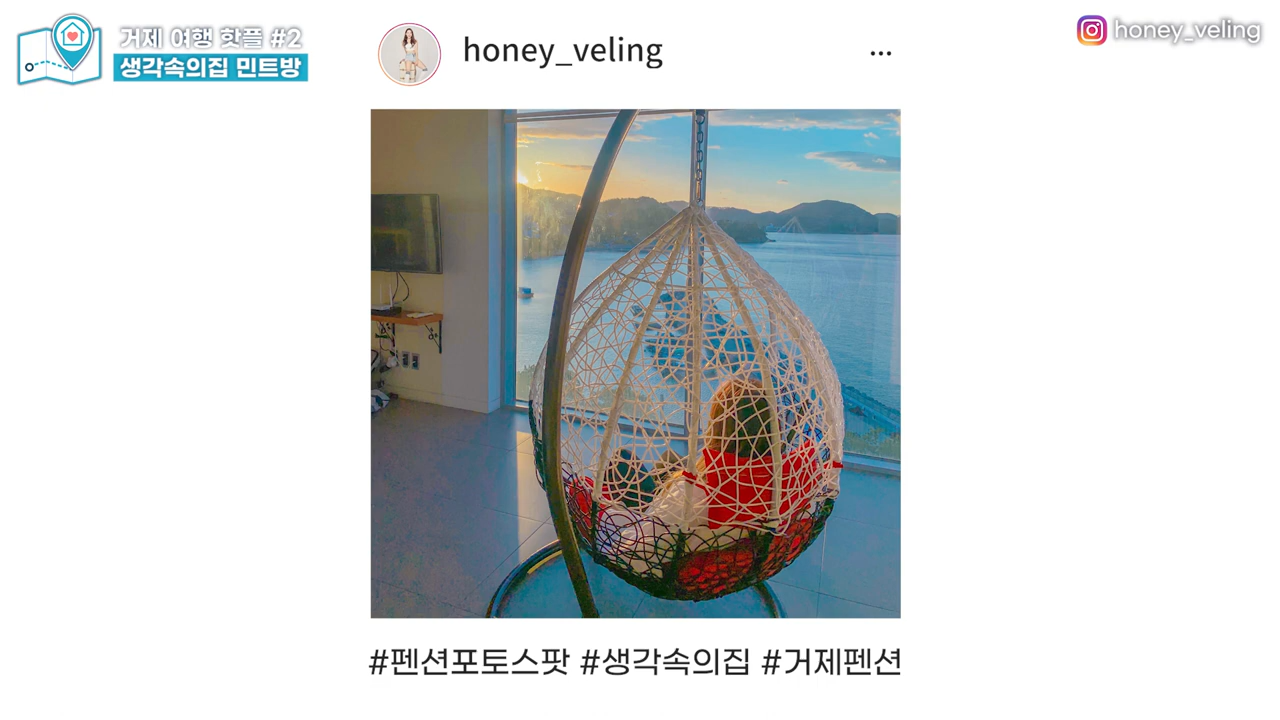 거제 여행 핫플 #2
생각속의집 민트방
honey_veling
...
honey_veling
#펜션포토스팟 #생각속의집 #거제펜션